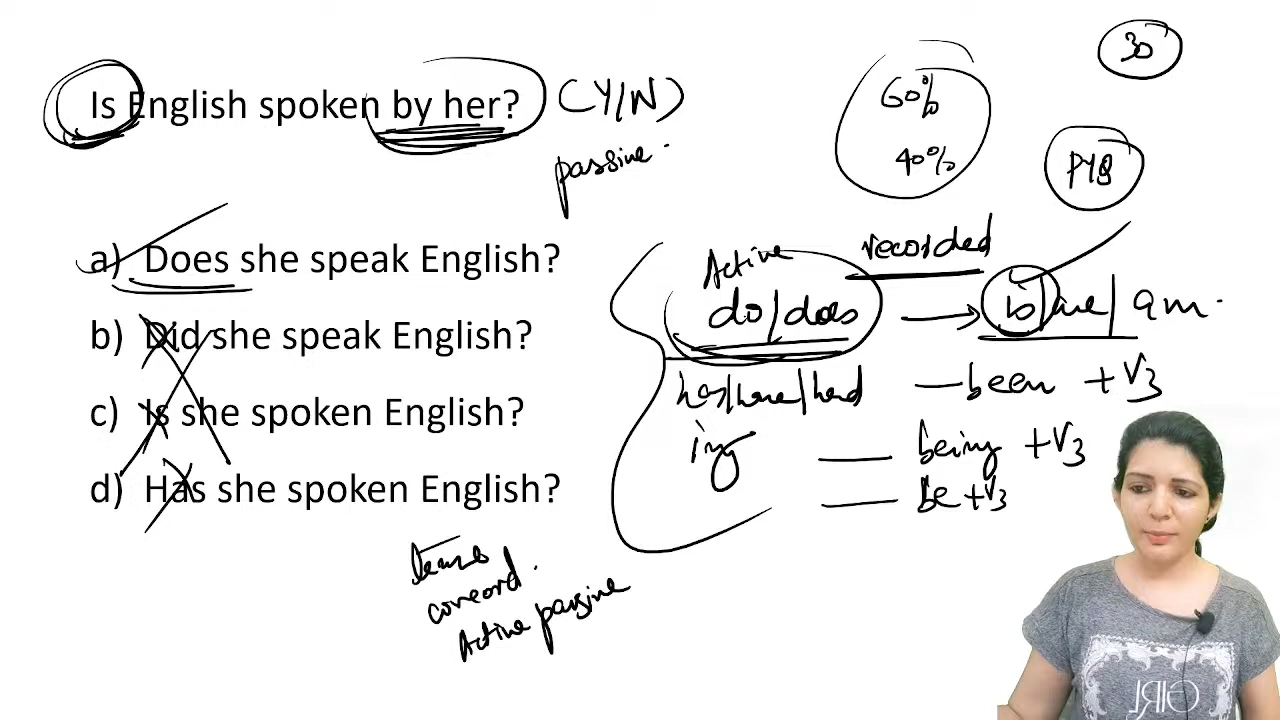 Is English spoken by her? (Y/N)
passive.
60%
40%
30
PYQ
a) Does she speak English?
b) Did she speak English?
c) Is she spoken English?
d) Has she spoken English?
Active
recorded
do/does → is/are/am.
has/have/had — been + V3
ing — being + V3
— be + V3
tense
concord.
Active passive
GIRL